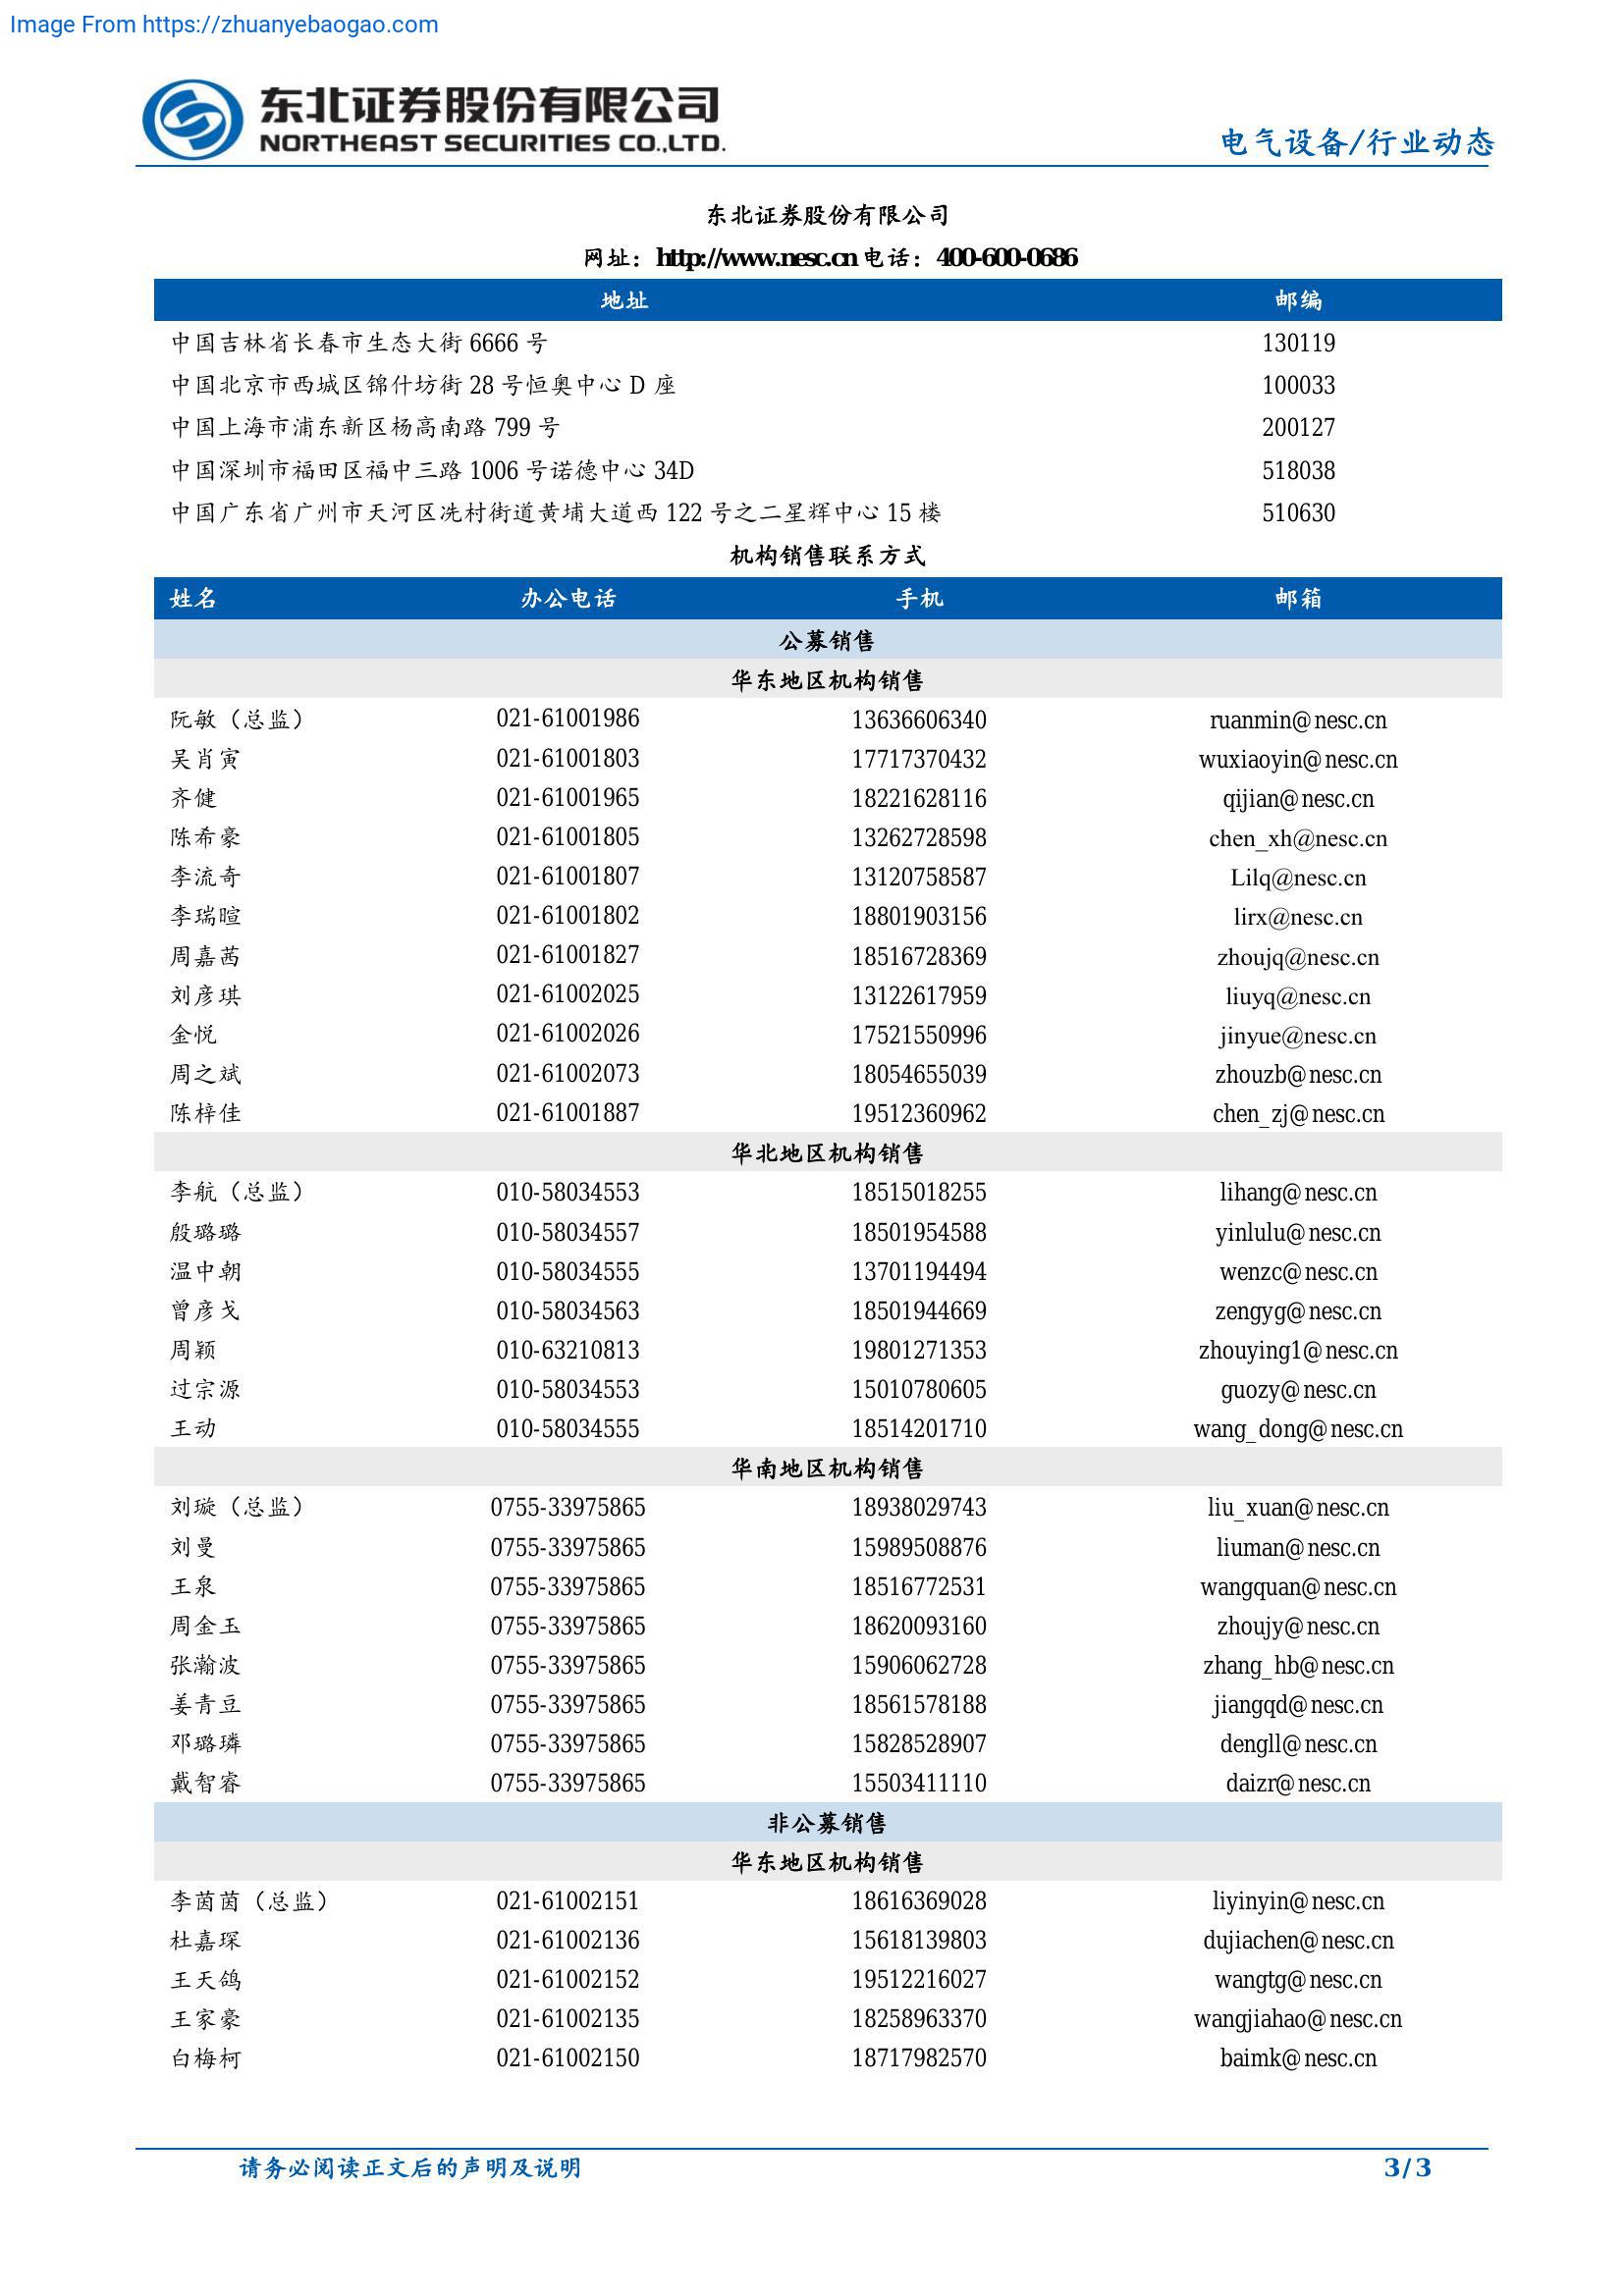 Image From https://zhuanyebaogao.com
东北证券股份有限公司
NORTHEAST SECURITIES CO.,LTD.
电气设备/行业动态
东北证券股份有限公司
网址：http://www.nesc.cn 电话：400-600-0686
地址 邮编
中国吉林省长春市生态大街 6666 号 130119
中国北京市西城区锦什坊街 28 号恒奥中心 D 座 100033
中国上海市浦东新区杨高南路 799 号 200127
中国深圳市福田区福中三路 1006 号诺德中心 34D 518038
中国广东省广州市天河区冼村街道黄埔大道西 122 号之二星辉中心 15 楼 510630
机构销售联系方式
姓名 办公电话 手机 邮箱
公募销售
华东地区机构销售
阮敏（总监） 021-61001986 13636606340 ruanmin@nesc.cn
吴肖寅 021-61001803 17717370432 wuxiaoyin@nesc.cn
齐健 021-61001965 18221628116 qijian@nesc.cn
陈希豪 021-61001805 13262728598 chen_xh@nesc.cn
李流奇 021-61001807 13120758587 Lilq@nesc.cn
李瑞暄 021-61001802 18801903156 lirx@nesc.cn
周嘉茜 021-61001827 18516728369 zhoujq@nesc.cn
刘彦琪 021-61002025 13122617959 liuyq@nesc.cn
金悦 021-61002026 17521550996 jinyue@nesc.cn
周之斌 021-61002073 18054655039 zhouzb@nesc.cn
陈梓佳 021-61001887 19512360962 chen_zj@nesc.cn
华北地区机构销售
李航（总监） 010-58034553 18515018255 lihang@nesc.cn
殷璐璐 010-58034557 18501954588 yinlulu@nesc.cn
温中朝 010-58034555 13701194494 wenzc@nesc.cn
曾彦戈 010-58034563 18501944669 zengyg@nesc.cn
周颖 010-63210813 19801271353 zhouying1@nesc.cn
过宗源 010-58034553 15010780605 guozy@nesc.cn
王动 010-58034555 18514201710 wang_dong@nesc.cn
华南地区机构销售
刘璇（总监） 0755-33975865 18938029743 liu_xuan@nesc.cn
刘曼 0755-33975865 15989508876 liuman@nesc.cn
王泉 0755-33975865 18516772531 wangquan@nesc.cn
周金玉 0755-33975865 18620093160 zhoujy@nesc.cn
张瀚波 0755-33975865 15906062728 zhang_hb@nesc.cn
姜青豆 0755-33975865 18561578188 jiangqd@nesc.cn
邓璐璘 0755-33975865 15828528907 dengll@nesc.cn
戴智睿 0755-33975865 15503411110 daizr@nesc.cn
非公募销售
华东地区机构销售
李茵茵（总监） 021-61002151 18616369028 liyinyin@nesc.cn
杜嘉琛 021-61002136 15618139803 dujiachen@nesc.cn
王天鸽 021-61002152 19512216027 wangtg@nesc.cn
王家豪 021-61002135 18258963370 wangjiahao@nesc.cn
白梅柯 021-61002150 18717982570 baimk@nesc.cn
请务必阅读正文后的声明及说明 3/3